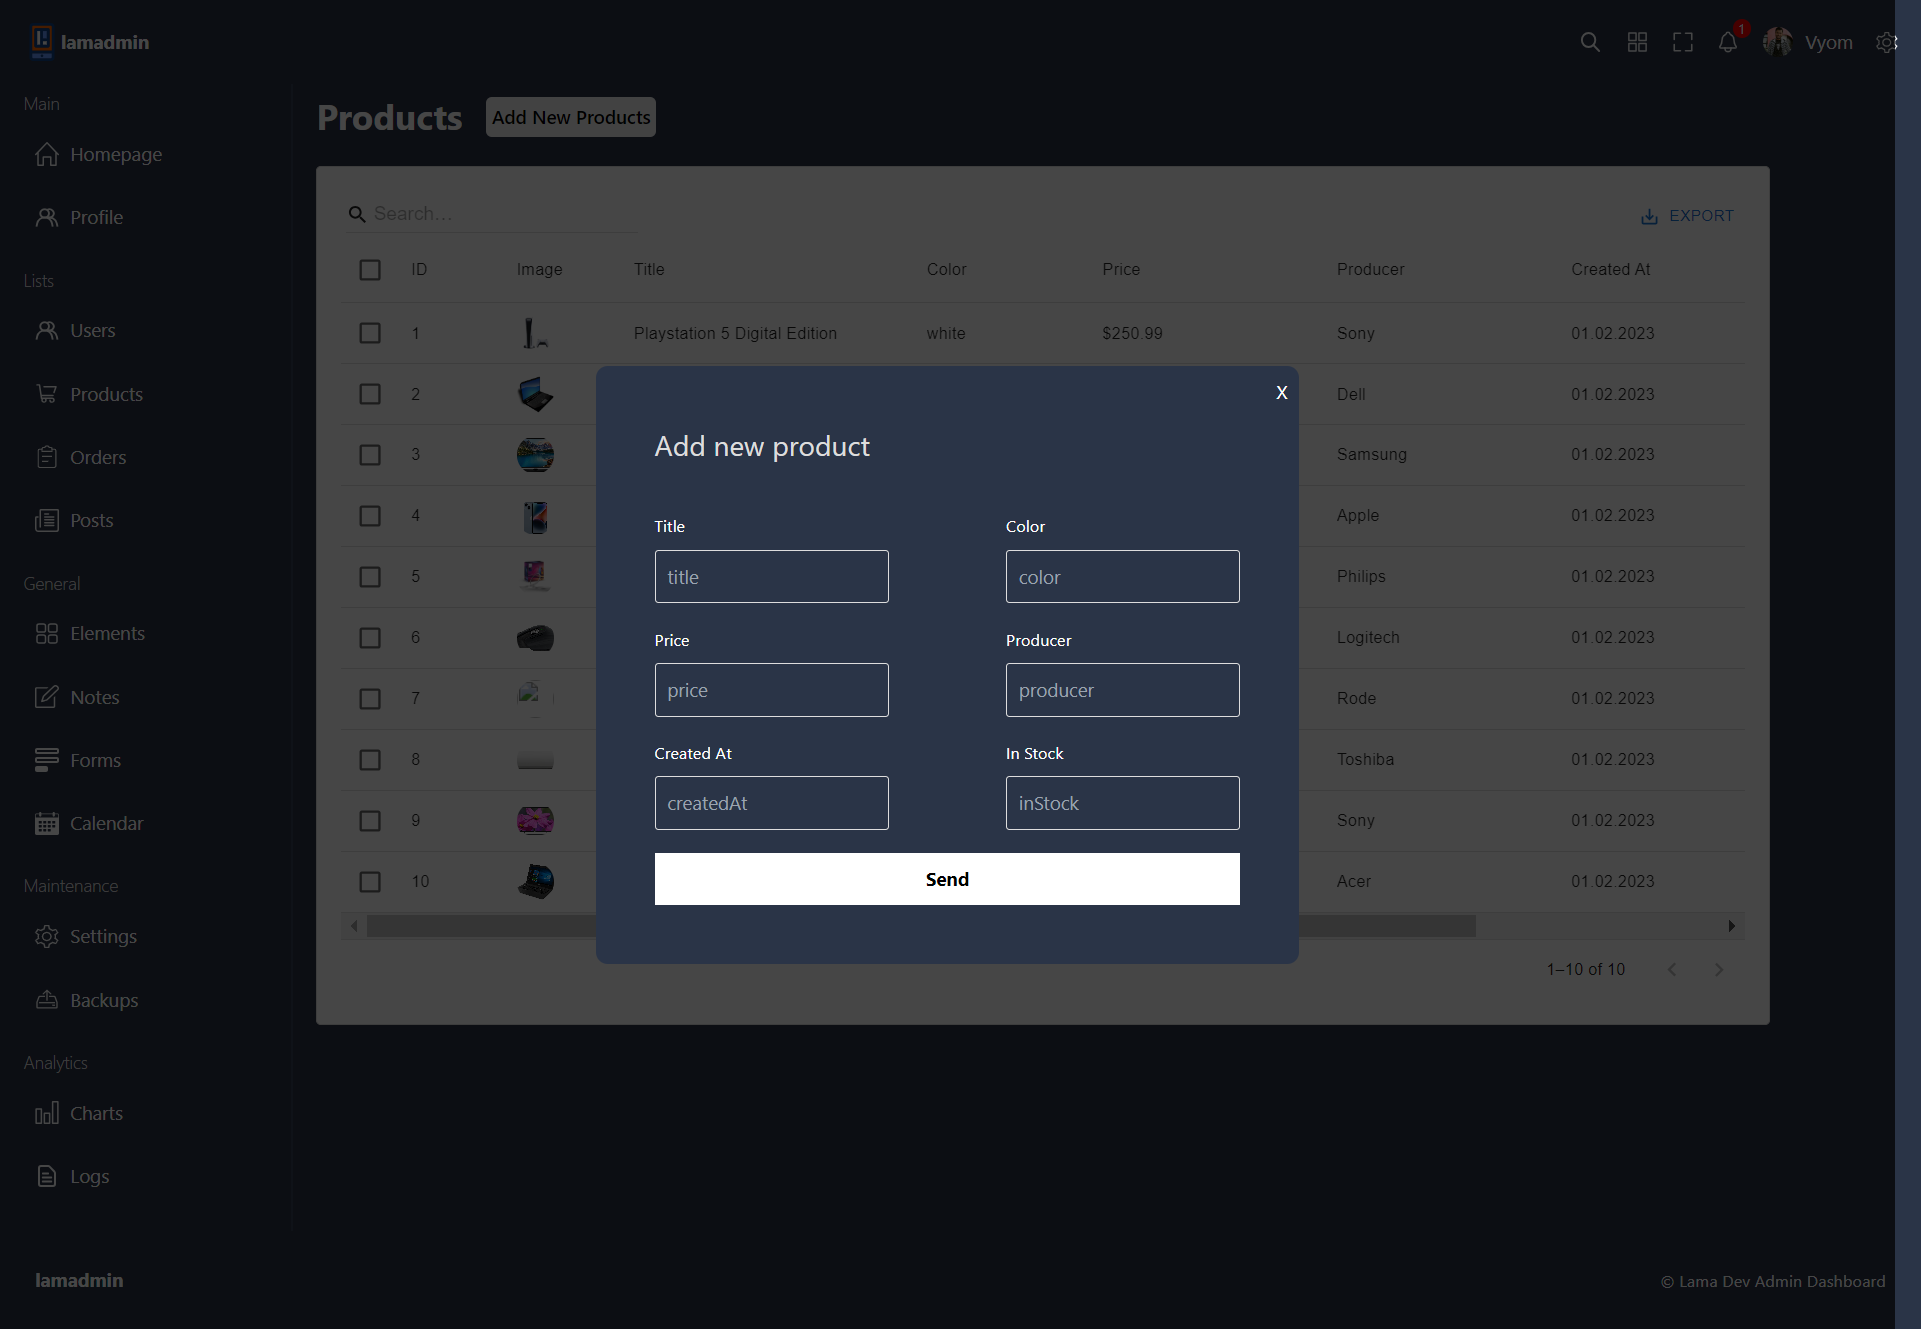 lamadmin
1
Vyom
Main
Homepage
Profile
Lists
Users
Products
Orders
Posts
General
Elements
Notes
Forms
Calendar
Maintenance
Settings
Backups
Analytics
Charts
Logs
Products
Add New Products
Search…
EXPORT
ID Image Title Color Price Producer Created At
1 Playstation 5 Digital Edition white $250.99 Sony 01.02.2023
2 Dell 01.02.2023
3 Samsung 01.02.2023
4 Apple 01.02.2023
5 Philips 01.02.2023
6 Logitech 01.02.2023
7 Rode 01.02.2023
8 Toshiba 01.02.2023
9 Sony 01.02.2023
10 Acer 01.02.2023
1–10 of 10
X
Add new product
Title
title
Color
color
Price
price
Producer
producer
Created At
createdAt
In Stock
inStock
Send
lamadmin
© Lama Dev Admin Dashboard